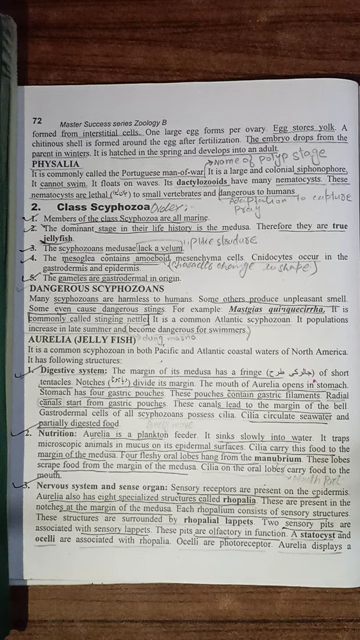 72 Master Success series Zoology B
formed from interstitial cells. One large egg forms per ovary. Egg stores yolk. A
chitinous shell is formed around the egg after fertilization. The embryo drops from the
parent in winters. It is hatched in the spring and develops into an adult.
PHYSALIA → Name of polyp stage
It is commonly called the Portuguese man-of-war. It is a large and colonial siphonophore.
It cannot swim. It floats on waves. Its dactylozooids have many nematocysts. These
nematocysts are lethal to small vertebrates and dangerous to humans.
Adaptation to capture
Prey
2. Class Scyphozoa Order:-
1. Members of the class Scyphozoa are all marine.
2. The dominant stage in their life history is the medusa. Therefore they are true
jellyfish.
3. The scyphozoans medusae lack a velum.
4. The mesoglea contains amoeboid mesenchyma cells. Cnidocytes occur in the
gastrodermis and epidermis. (Characters change in shape)
5. The gametes are gastrodermal in origin.
DANGEROUS SCYPHOZOANS
Many scyphozoans are harmless to humans. Some others produce unpleasant smell.
Some even cause dangerous stings. For example: Mastgias quinquecirrha, It is
commonly called stinging nettle. It is a common Atlantic scyphozoan. It populations
increase in late summer and become dangerous for swimmers.
AURELIA (JELLY FISH)
It is a common scyphozoan in both Pacific and Atlantic coastal waters of North America.
It has following structures:
1. Digestive system: The margin of its medusa has a fringe of short
tentacles. Notches divide its margin. The mouth of Aurelia opens in stomach.
Stomach has four gastric pouches. These pouches contain gastric filaments. Radial
canals start from gastric pouches. These canals lead to the margin of the bell.
Gastrodermal cells of all scyphozoans possess cilia. Cilia circulate seawater and
partially digested food.
2. Nutrition: Aurelia is a plankton feeder. It sinks slowly into water. It traps
microscopic animals in mucus on its epidermal surfaces. Cilia carry this food to the
margin of the medusa. Four fleshy oral lobes hang from the manubrium. These lobes
scrape food from the margin of the medusa. Cilia on the oral lobes carry food to the
mouth. Mouth Part
3. Nervous system and sense organ: Sensory receptors are present on the epidermis.
Aurelia also has eight specialized structures called rhopalia. These are present in the
notches at the margin of the medusa. Each rhopalium consists of sensory structures.
These structures are surrounded by rhopalial lappets. Two sensory pits are
associated with sensory lappets. These pits are olfactory in function. A statocyst and
ocelli are associated with rhopalia. Ocelli are photoreceptor. Aurelia displays a